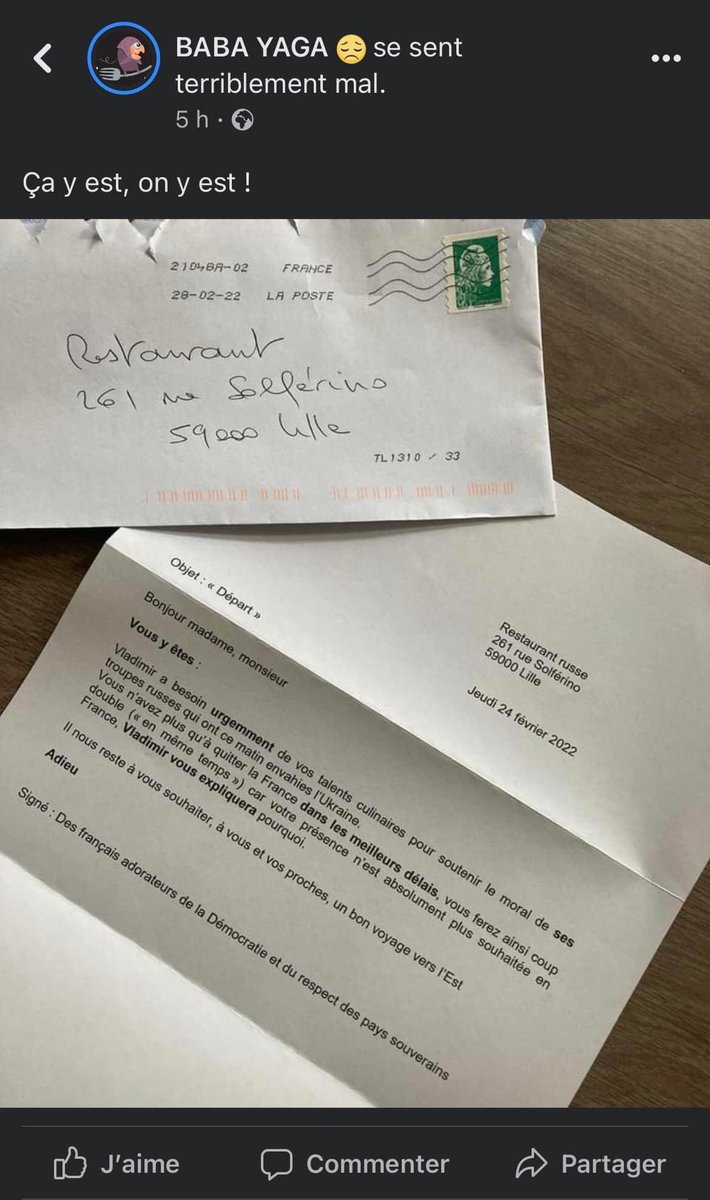 BABA YAGA 😔 se sent
terriblement mal.
5 h ·
Ça y est, on y est !
21048A-02 FRANCE
28-02-22 LA POSTE
Restaurant
261 rue Solférino
59000 Lille
TL1310 / 33
Restaurant russe
261 rue Solférino
59000 Lille
Jeudi 24 février 2022
Objet : « Départ »
Bonjour madame, monsieur
Vous y êtes :
Vladimir a besoin urgemment de vos talents culinaires pour soutenir le moral de ses
troupes russes qui ont ce matin envahies l'Ukraine.
Vous n'avez plus qu'à quitter la France dans les meilleurs délais, vous ferez ainsi coup
double (« en même temps ») car votre présence n'est absolument plus souhaitée en
France, Vladimir vous expliquera pourquoi.
Il nous reste à vous souhaiter, à vous et vos proches, un bon voyage vers l'Est
Adieu
Signé : Des français adorateurs de la Démocratie et du respect des pays souverains
J'aime
Commenter
Partager